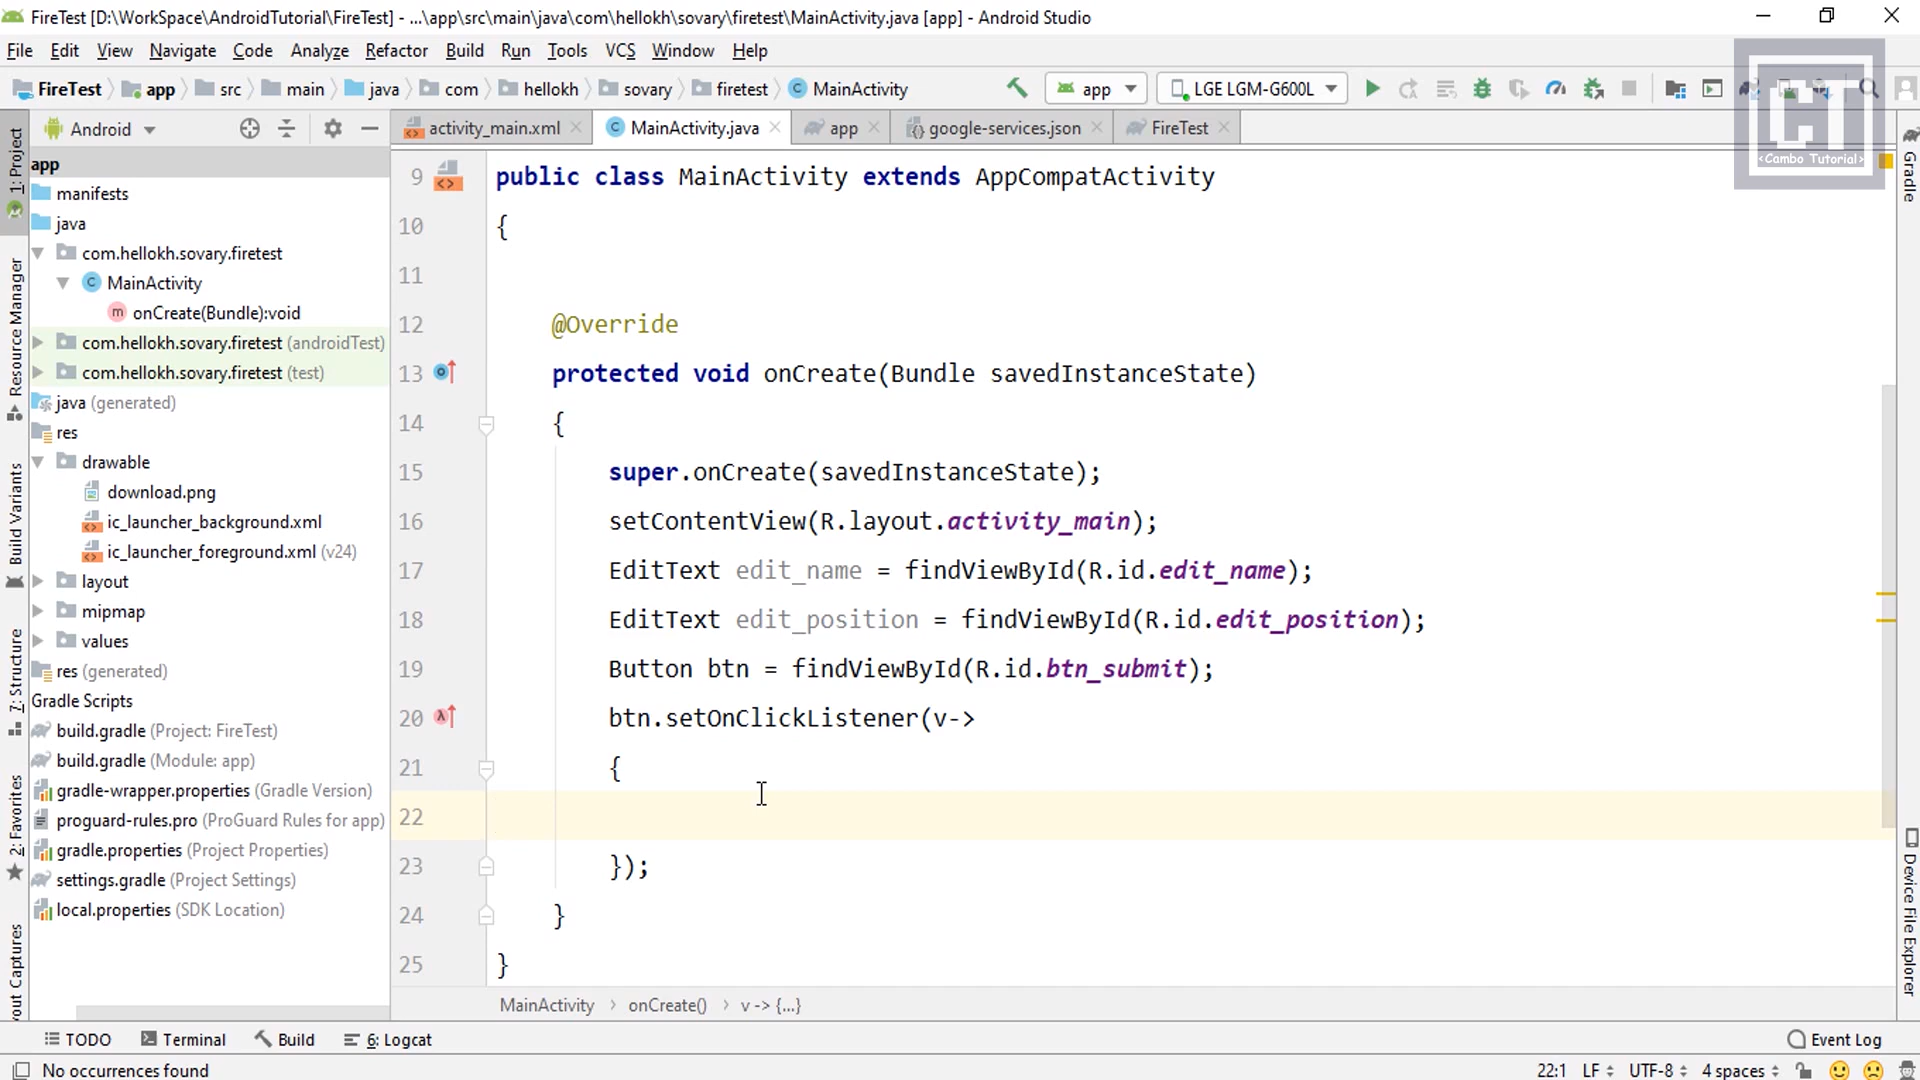 FireTest [D:\WorkSpace\AndroidTutorial\FireTest] - ...\app\src\main\java\com\hellokh\sovary\firetest\MainActivity.java [app] - Android Studio
File Edit View Navigate Code Analyze Refactor Build Run Tools VCS Window Help
FireTest app src main java com hellokh sovary firetest MainActivity app LGE LGM-G600L
CT
<Cambo Tutorial>
Android
activity_main.xml MainActivity.java app google-services.json FireTest
1: Project
Resource Manager
Build Variants
7: Structure
2: Favorites
out Captures
app
manifests
java
com.hellokh.sovary.firetest
MainActivity
onCreate(Bundle):void
com.hellokh.sovary.firetest (androidTest)
com.hellokh.sovary.firetest (test)
java (generated)
res
drawable
download.png
ic_launcher_background.xml
ic_launcher_foreground.xml (v24)
layout
mipmap
values
res (generated)
Gradle Scripts
build.gradle (Project: FireTest)
build.gradle (Module: app)
gradle-wrapper.properties (Gradle Version)
proguard-rules.pro (ProGuard Rules for app)
gradle.properties (Project Properties)
settings.gradle (Project Settings)
local.properties (SDK Location)
9 public class MainActivity extends AppCompatActivity
10 {
11
12 @Override
13 protected void onCreate(Bundle savedInstanceState)
14 {
15 super.onCreate(savedInstanceState);
16 setContentView(R.layout.activity_main);
17 EditText edit_name = findViewById(R.id.edit_name);
18 EditText edit_position = findViewById(R.id.edit_position);
19 Button btn = findViewById(R.id.btn_submit);
20 btn.setOnClickListener(v->
21 {
22
23 });
24 }
25 }
MainActivity › onCreate() › v -> {...}
Gradle
Device File Explorer
TODO Terminal Build 6: Logcat Event Log
No occurrences found 22:1 LF UTF-8 4 spaces